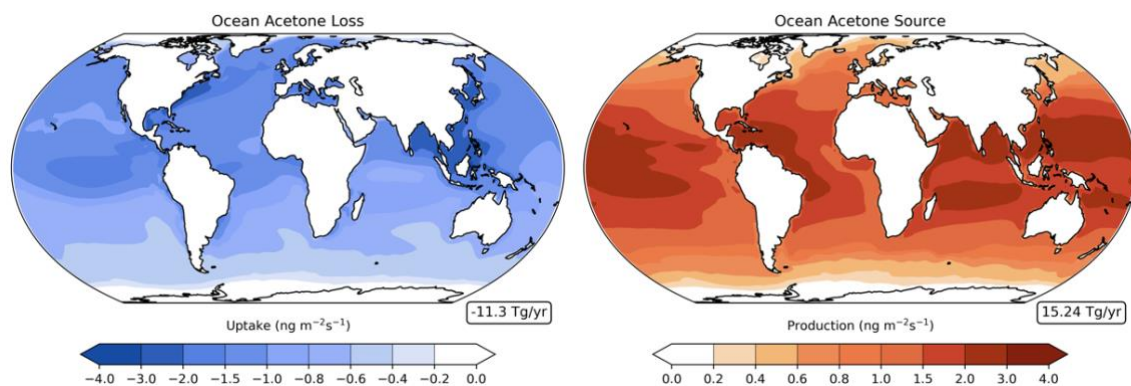 Ocean Acetone Loss
-11.3 Tg/yr
Uptake (ng m⁻²s⁻¹)
−4.0 −3.0 −2.0 −1.5 −1.0 −0.8 −0.6 −0.4 −0.2 0.0
Ocean Acetone Source
15.24 Tg/yr
Production (ng m⁻²s⁻¹)
0.0 0.2 0.4 0.6 0.8 1.0 1.5 2.0 3.0 4.0